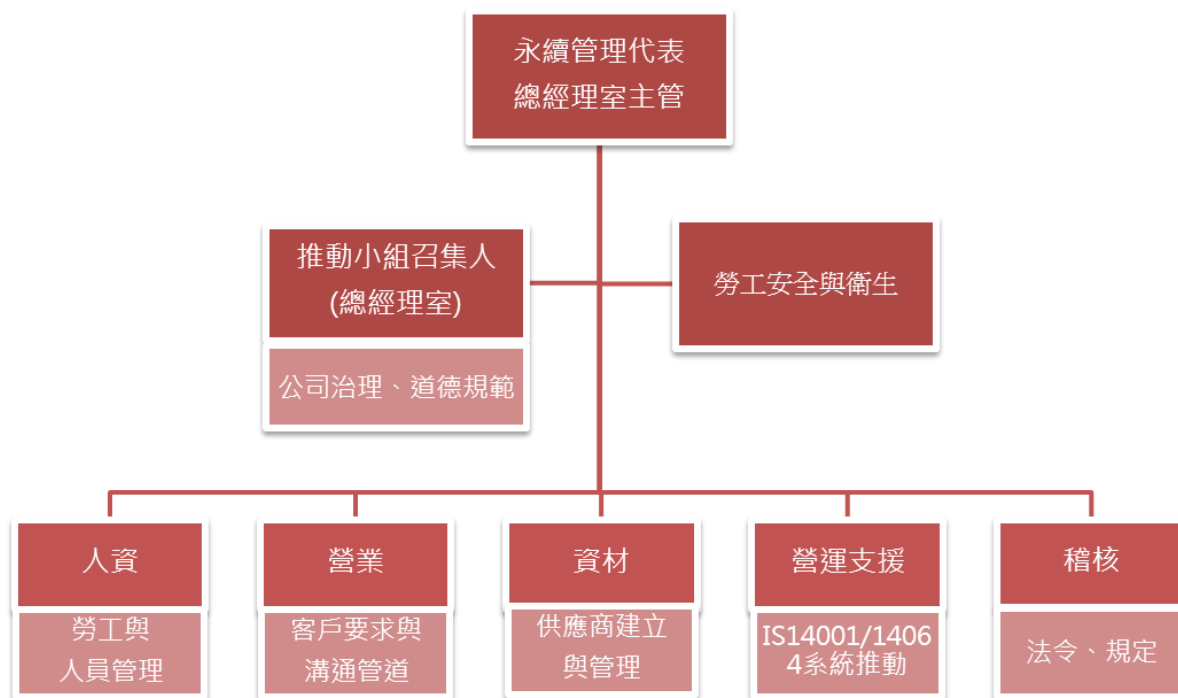 永續管理代表
總經理室主管
推動小組召集人
(總經理室)
公司治理、道德規範
勞工安全與衛生
人資
勞工與
人員管理
營業
客戶要求與
溝通管道
資材
供應商建立
與管理
營運支援
IS14001/1406
4系統推動
稽核
法令、規定